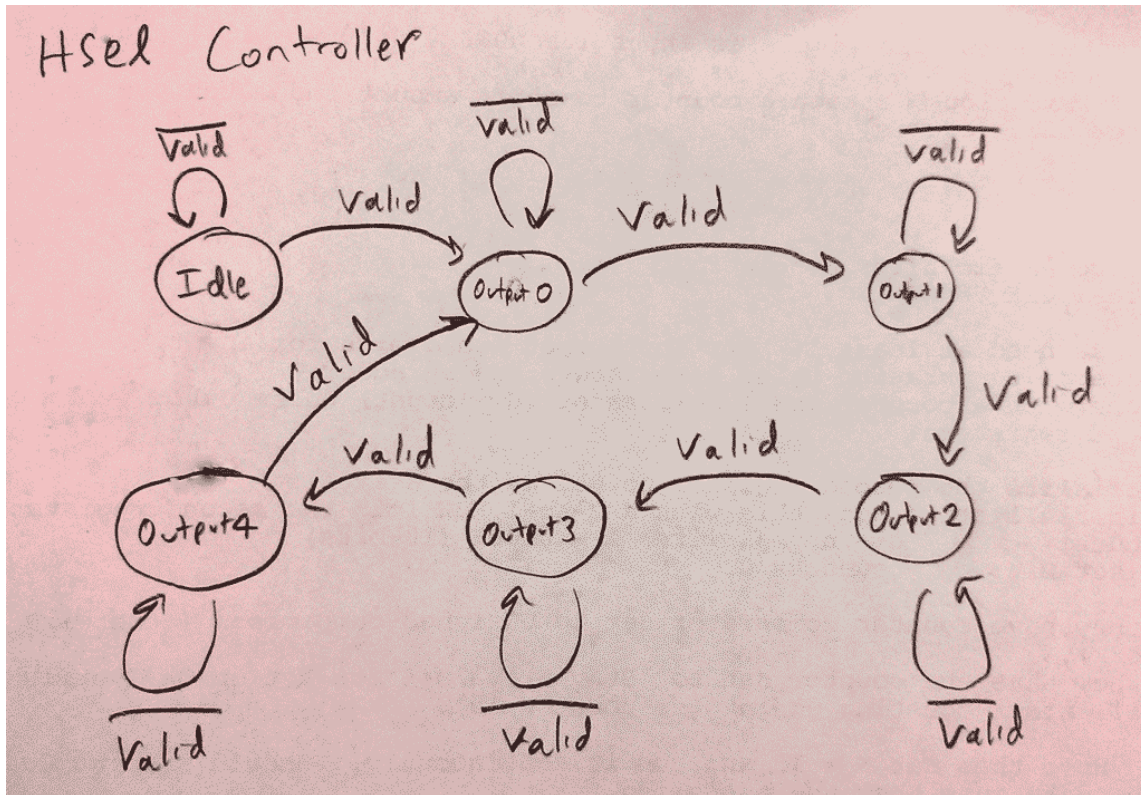 Hsel Controller
Valid
Valid
Valid
Valid
Valid
Idle
Output 0
Output 1
Valid
Valid
Valid
Valid
Output 4
Output 3
Output 2
Valid
Valid
Valid